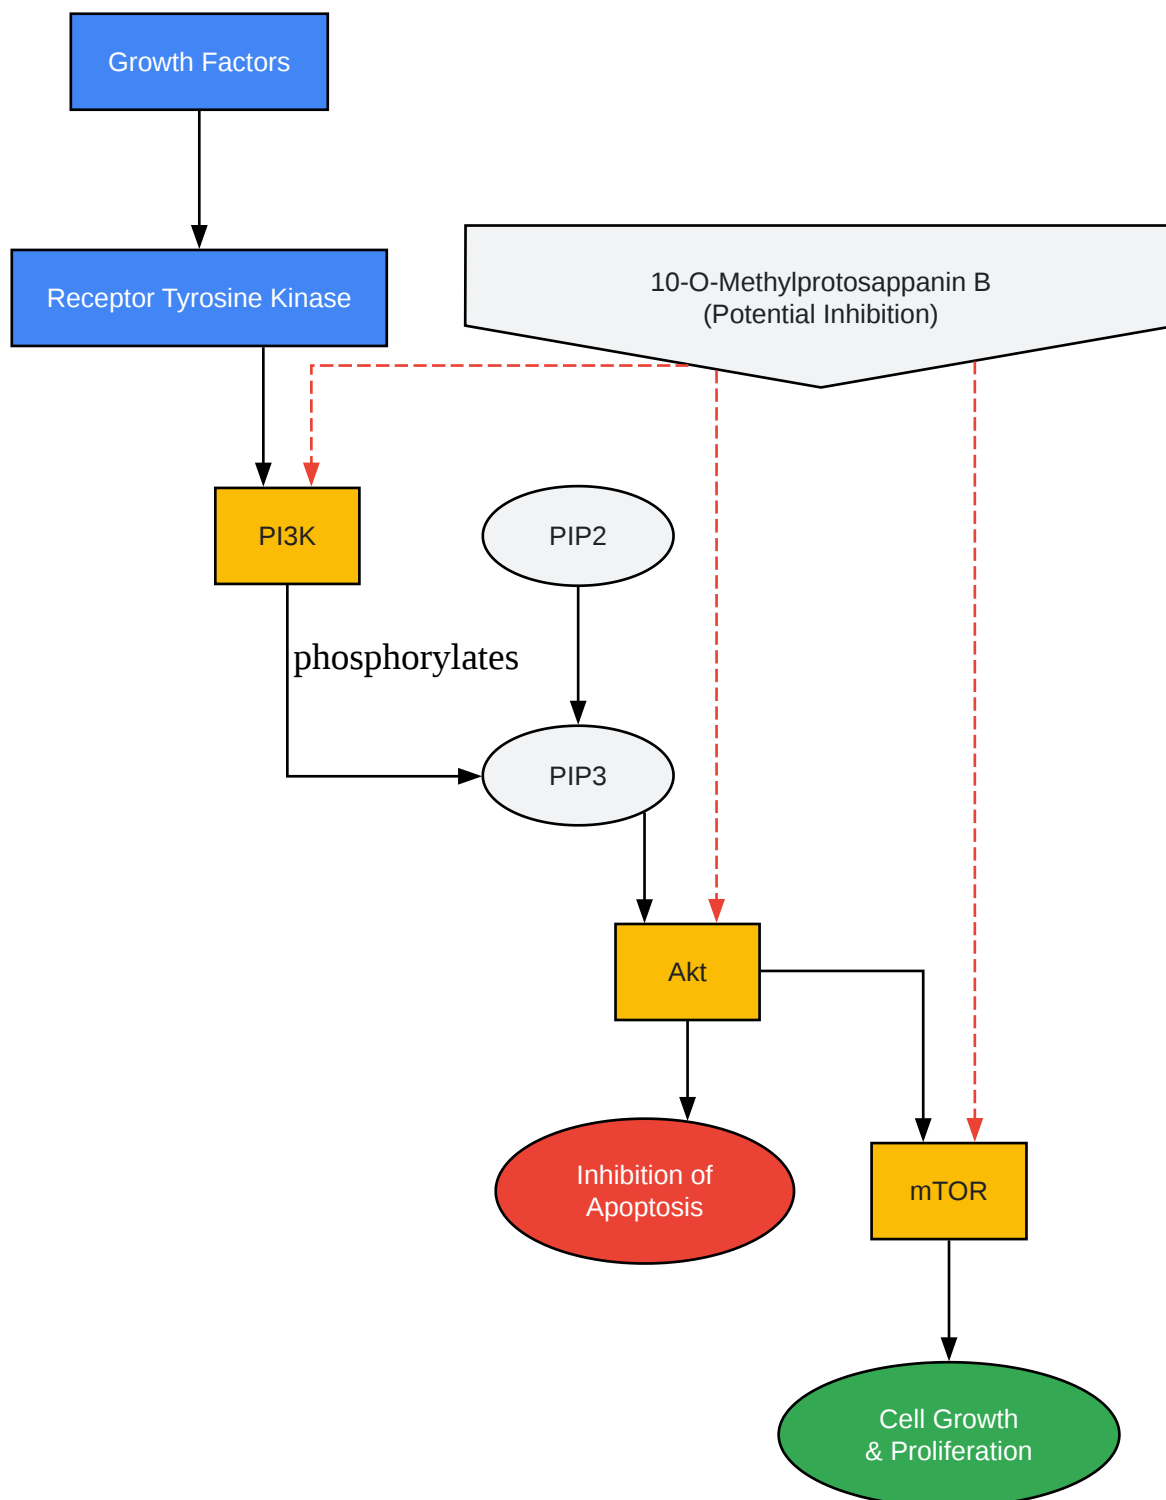 Growth Factors
Receptor Tyrosine Kinase
10-O-Methylprotosappanin B
(Potential Inhibition)
PI3K
PIP2
phosphorylates
PIP3
Akt
Inhibition of
Apoptosis
mTOR
Cell Growth
& Proliferation